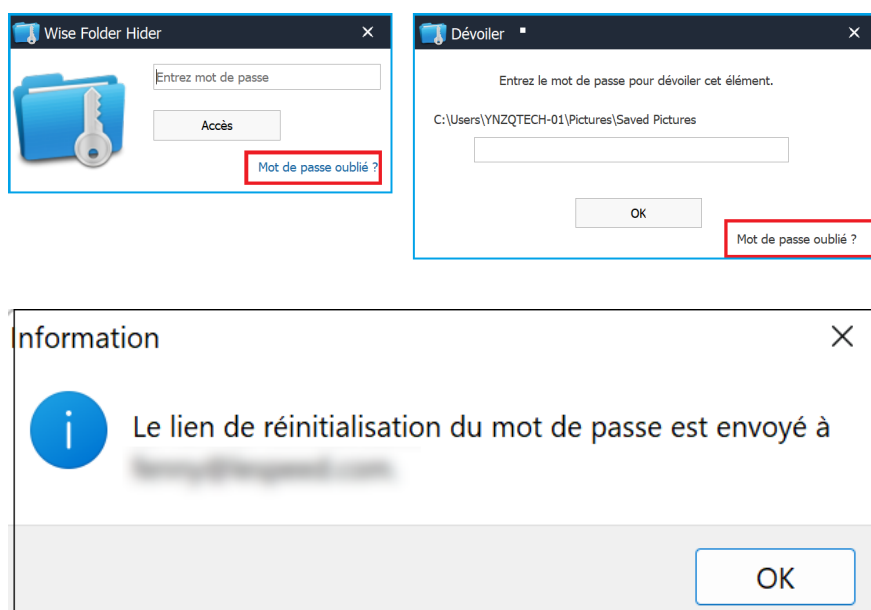 Wise Folder Hider
Entrez mot de passe
Accès
Mot de passe oublié ?
Dévoiler
Entrez le mot de passe pour dévoiler cet élément.
C:\Users\YNZQTECH-01\Pictures\Saved Pictures
OK
Mot de passe oublié ?
Information
Le lien de réinitialisation du mot de passe est envoyé à
OK